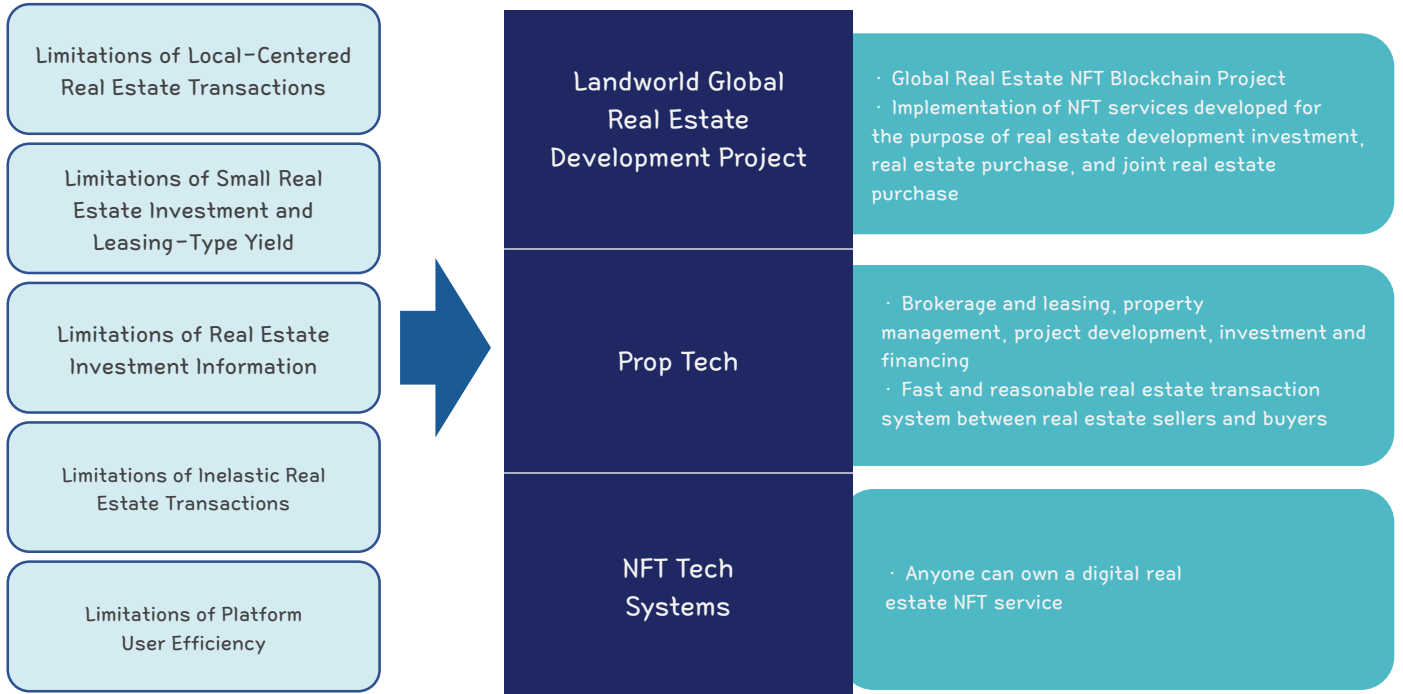 Limitations of Local-Centered
Real Estate Transactions
Limitations of Small Real
Estate Investment and
Leasing-Type Yield
Limitations of Real Estate
Investment Information
Limitations of Inelastic Real
Estate Transactions
Limitations of Platform
User Efficiency
Landworld Global
Real Estate
Development Project
· Global Real Estate NFT Blockchain Project
· Implementation of NFT services developed for
the purpose of real estate development investment,
real estate purchase, and joint real estate
purchase
Prop Tech
· Brokerage and leasing, property
management, project development, investment and
financing
· Fast and reasonable real estate transaction
system between real estate sellers and buyers
NFT Tech
Systems
· Anyone can own a digital real
estate NFT service